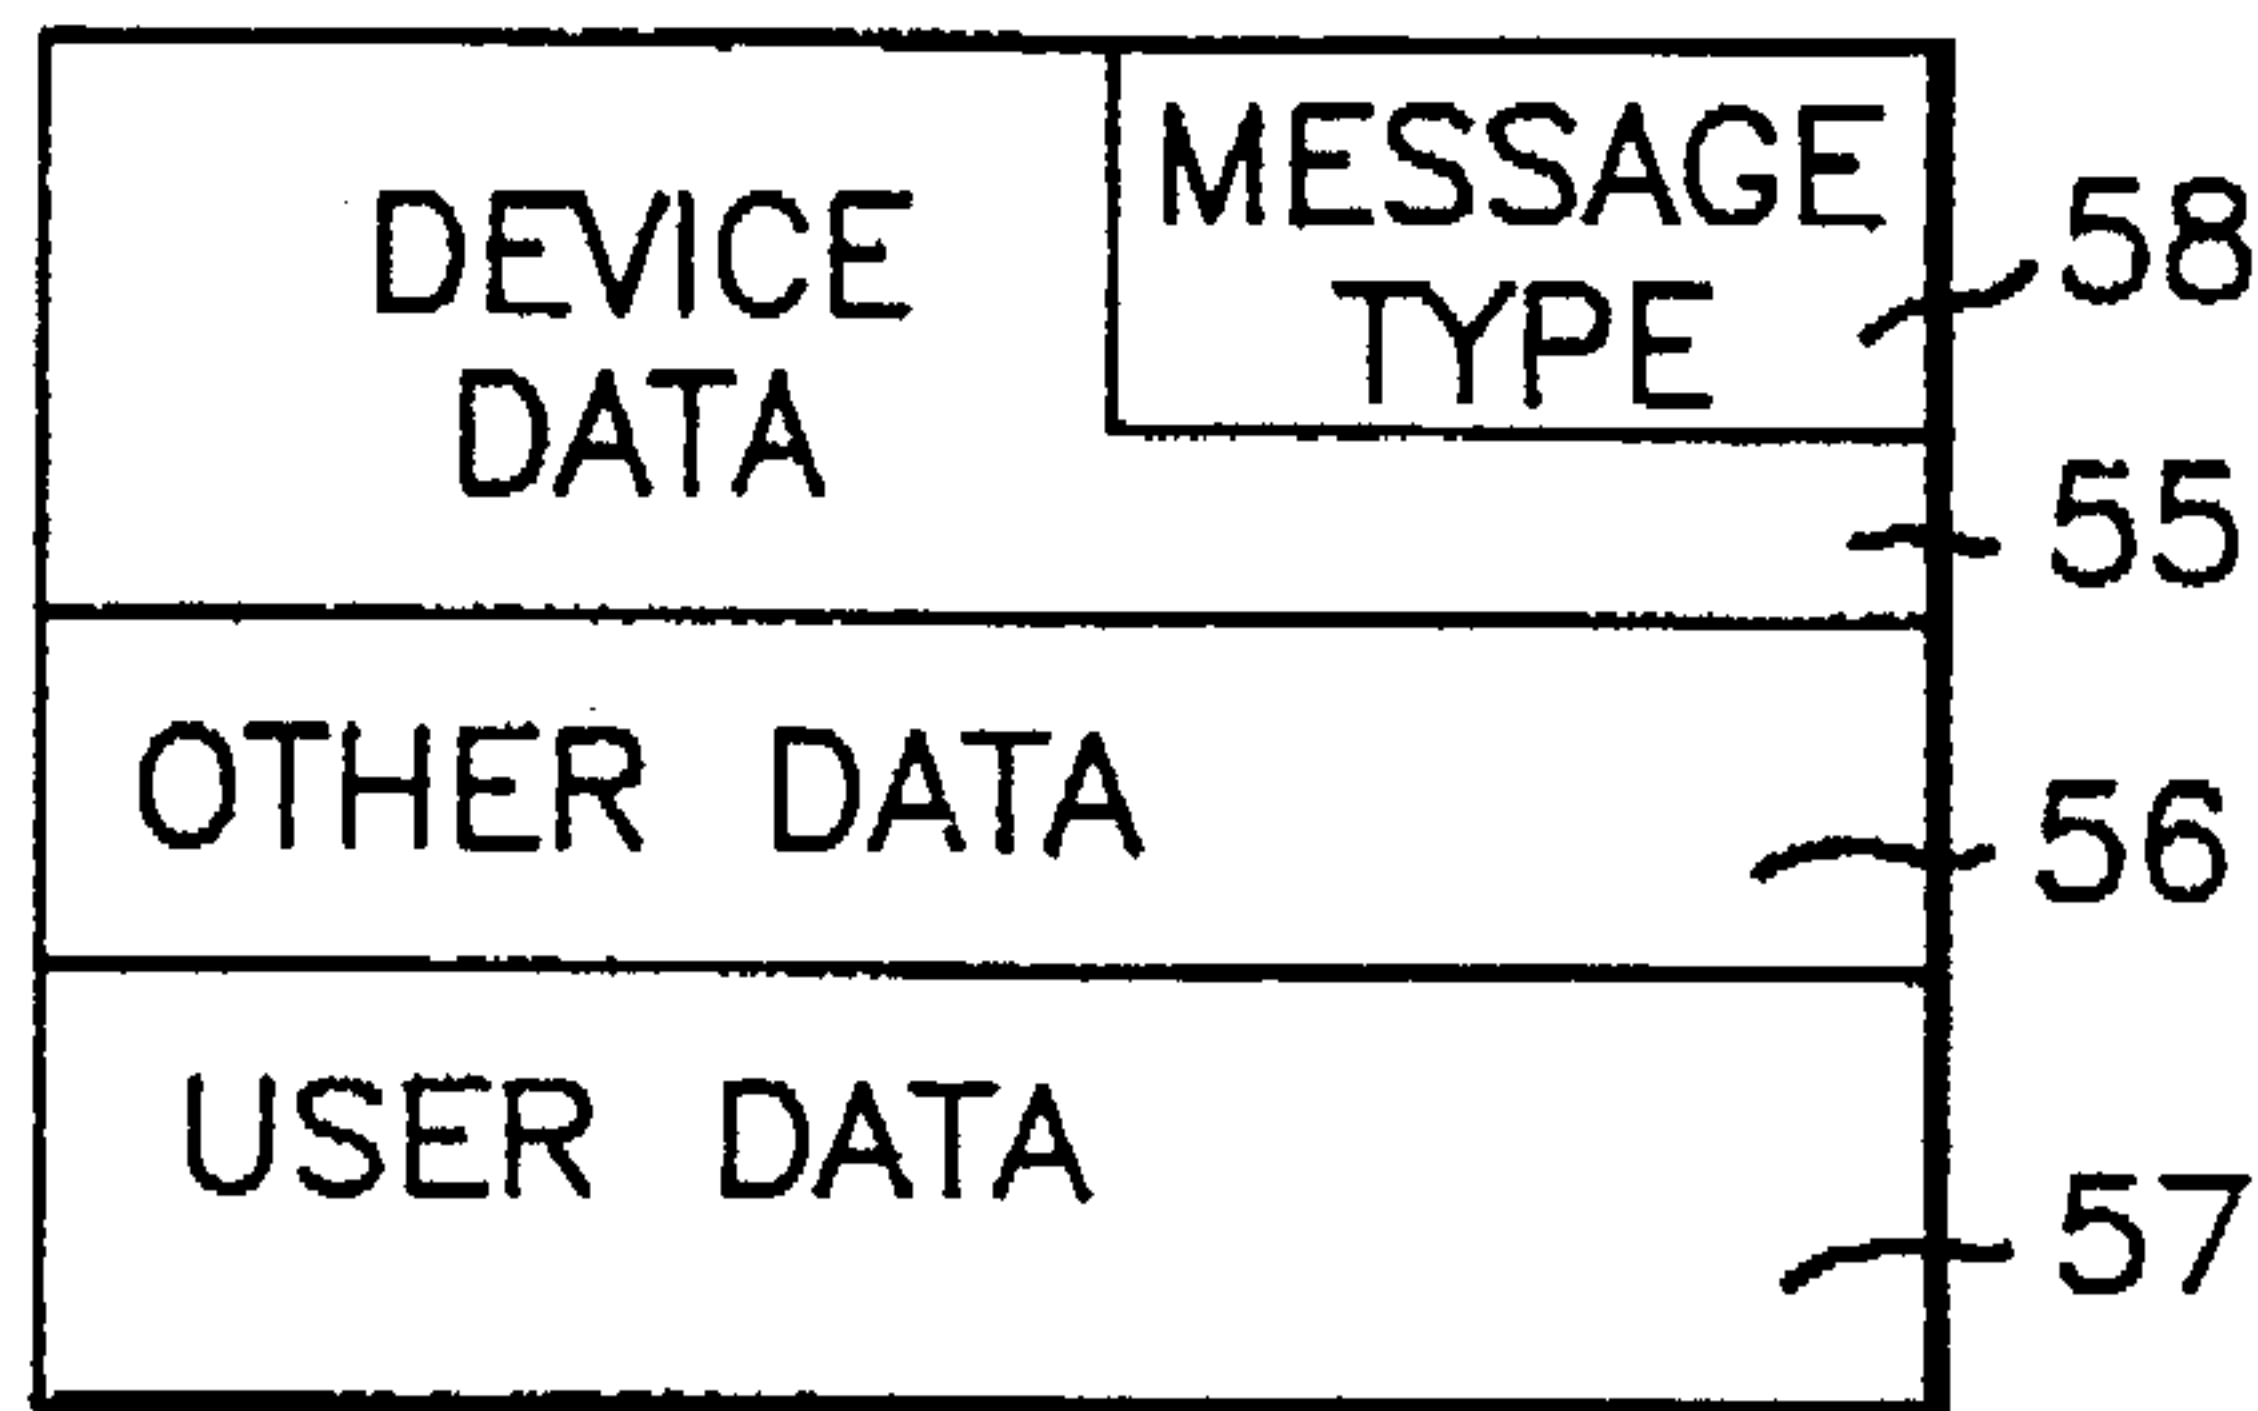 DEVICE
DATA
MESSAGE
TYPE
58
55
OTHER DATA
56
USER DATA
57